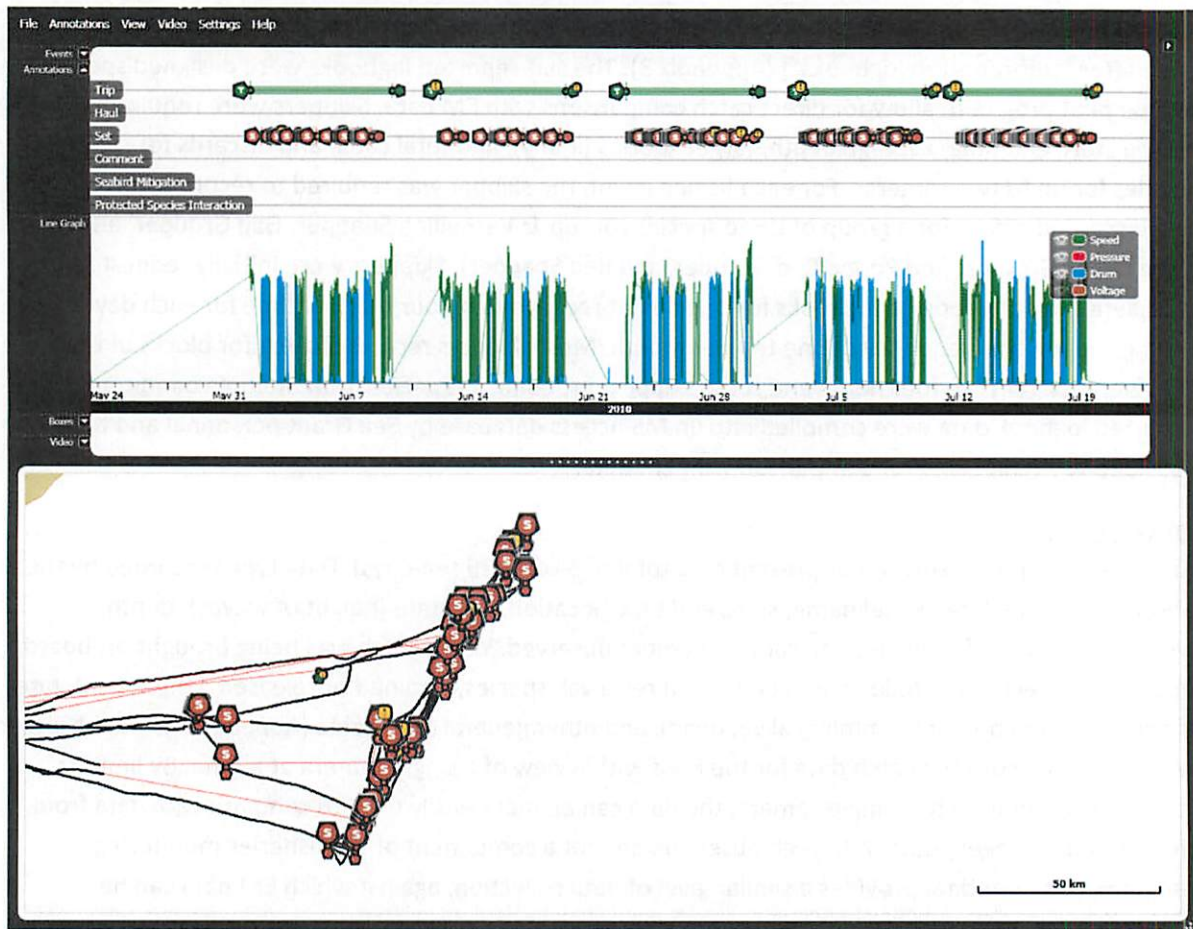 File Annotations View Video Settings Help
Events
Annotations
Trip
Haul
Set
Comment
Seabird Mitigation
Protected Species Interaction
Line Graph
Speed
Pressure
Drum
Voltage
May 24 May 31 Jun 7 Jun 14 Jun 21 Jun 28 Jul 5 Jul 12 Jul 19
2010
Boxes
Video
S
S
S
S
S
S
S
S
S
S
S
50 km